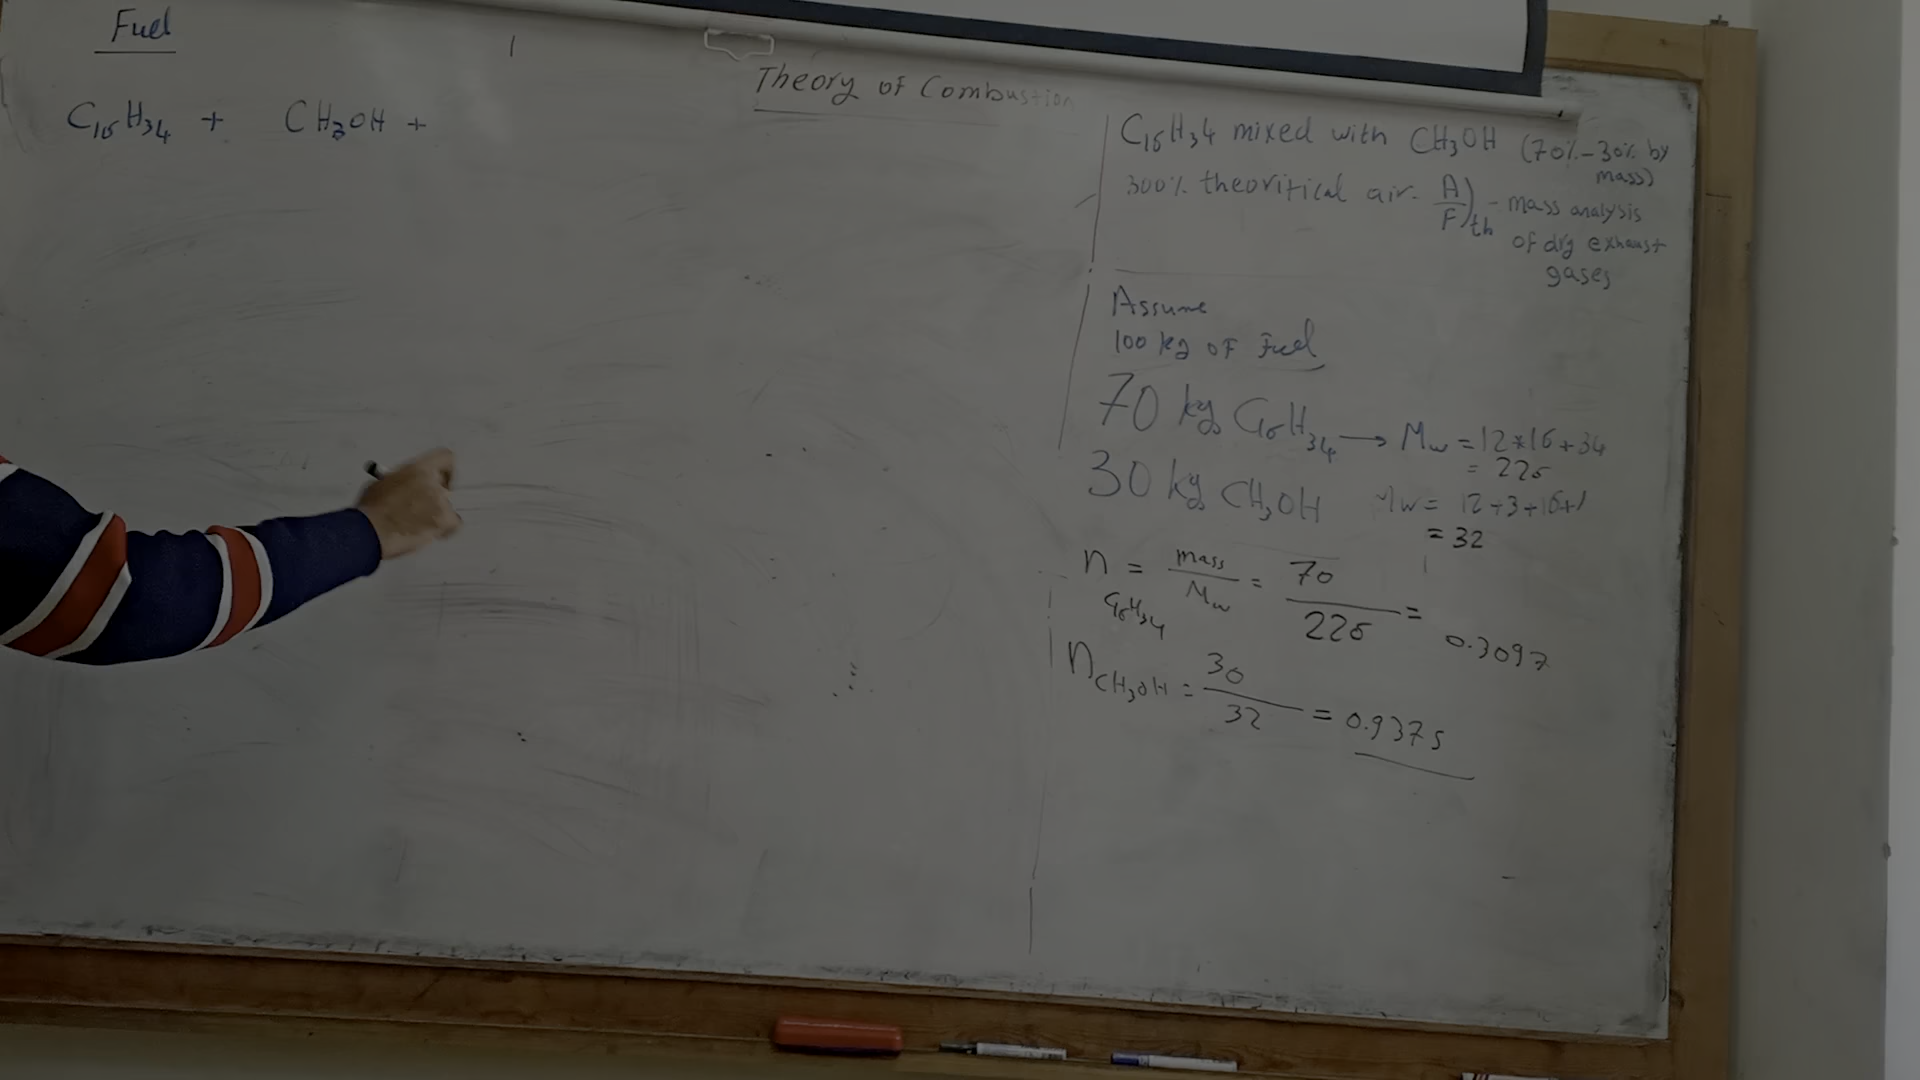 Fuel
C16H34 + CH3OH +
Theory of Combustion
C16H34 mixed with CH3OH (70%-30% by mass)
300% theoritical air. A/F)th - mass analysis
of dry exhaust
gases
Assume
100 kg of Fuel
70 kg C16H34 → Mw = 12*16+34
= 226
30 kg CH3OH Mw = 12+3+16+1
= 32
n C16H34 = mass/Mw = 70/226 = 0.3097
nCH3OH = 30/32 = 0.9375